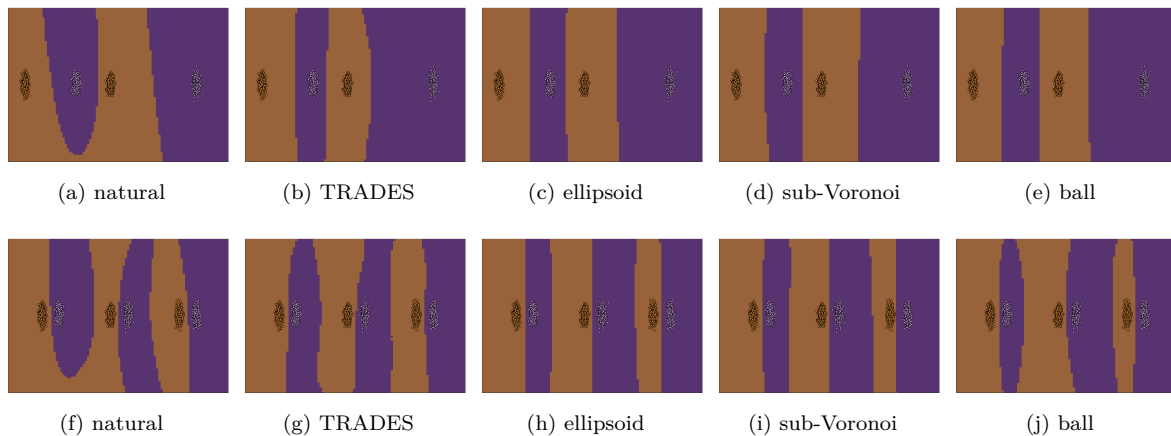 (a) natural (b) TRADES (c) ellipsoid (d) sub-Voronoi (e) ball
(f) natural (g) TRADES (h) ellipsoid (i) sub-Voronoi (j) ball